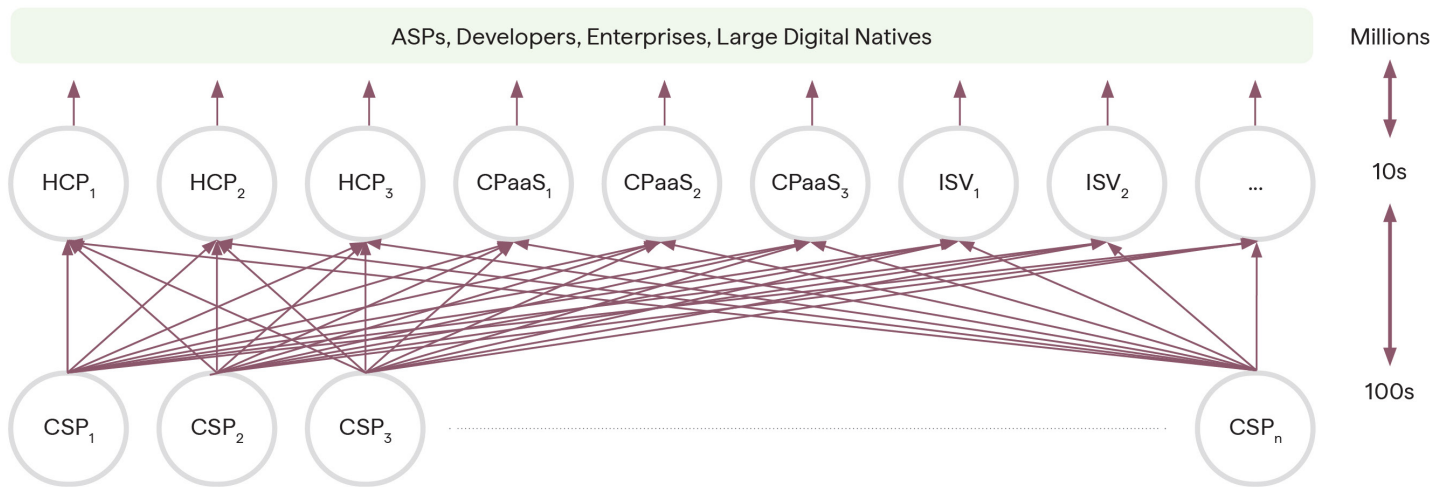 ASPs, Developers, Enterprises, Large Digital Natives
Millions
HCP1
HCP2
HCP3
CPaaS1
CPaaS2
CPaaS3
ISV1
ISV2
...
10s
100s
CSP1
CSP2
CSP3
CSPn